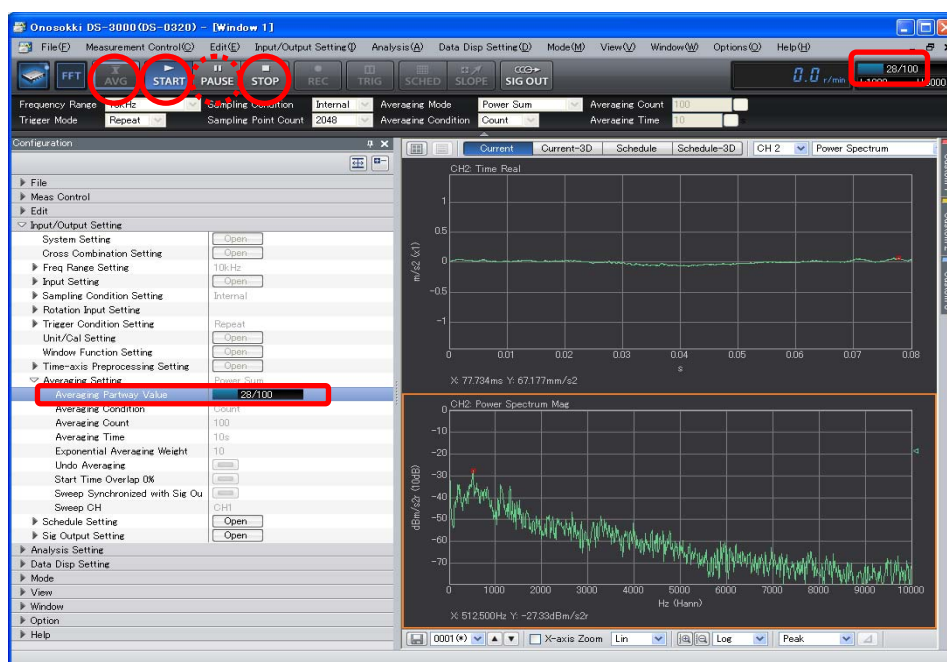 Onosokki DS-3000(DS-0320) - [Window 1]
File(F) Measurement Control(C) Edit(E) Input/Output Setting(I) Analysis(A) Data Disp Setting(D) Mode(M) View(V) Window(W) Options(O) Help(H)
FFT AVG START PAUSE STOP REC TRIG SCHED SLOPE SIG OUT 0.0 r/min 28/100
Frequency Range 10kHz Sampling Condition Internal Averaging Mode Power Sum Averaging Count 100
Trigger Mode Repeat Sampling Point Count 2048 Averaging Condition Count Averaging Time 10
Configuration
Current Current-3D Schedule Schedule-3D CH 2 Power Spectrum
File
Meas Control
Edit
Input/Output Setting
System Setting Open
Cross Combination Setting Open
Freq Range Setting 10kHz
Input Setting Open
Sampling Condition Setting Internal
Rotation Input Setting
Trigger Condition Setting Repeat
Unit/Cal Setting Open
Window Function Setting Open
Time-axis Preprocessing Setting Open
Averaging Setting Power Sum
Averaging Partway Value 28/100
Averaging Condition Count
Averaging Count 100
Averaging Time 10s
Exponential Averaging Weight 10
Undo Averaging
Start Time Overlap 0%
Sweep Synchronized with Sig Ou
Sweep CH CH1
Schedule Setting Open
Sig Output Setting Open
Analysis Setting
Data Disp Setting
Mode
View
Window
Option
Help
CH2: Time Real
1
0.5
0
-0.5
-1
m/s2 (x1)
0 0.01 0.02 0.03 0.04 0.05 0.06 0.07 0.08
s
X: 77.734ms Y: 67.177mm/s2
CH2: Power Spectrum Mag
0
-10
-20
-30
-40
-50
-60
-70
dBm/s2r (10dB)
0 1000 2000 3000 4000 5000 6000 7000 8000 9000 10000
Hz (Hann)
X: 512.500Hz Y: -27.33dBm/s2r
0001(*) X-axis Zoom Lin Log Peak